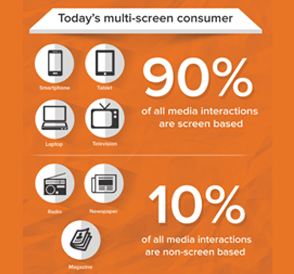 Today's multi-screen consumer
Smartphone
Tablet
90%
of all media interactions
are screen based
Laptop
Television
Radio
Newspaper
10%
of all media interactions
are non-screen based
Magazine